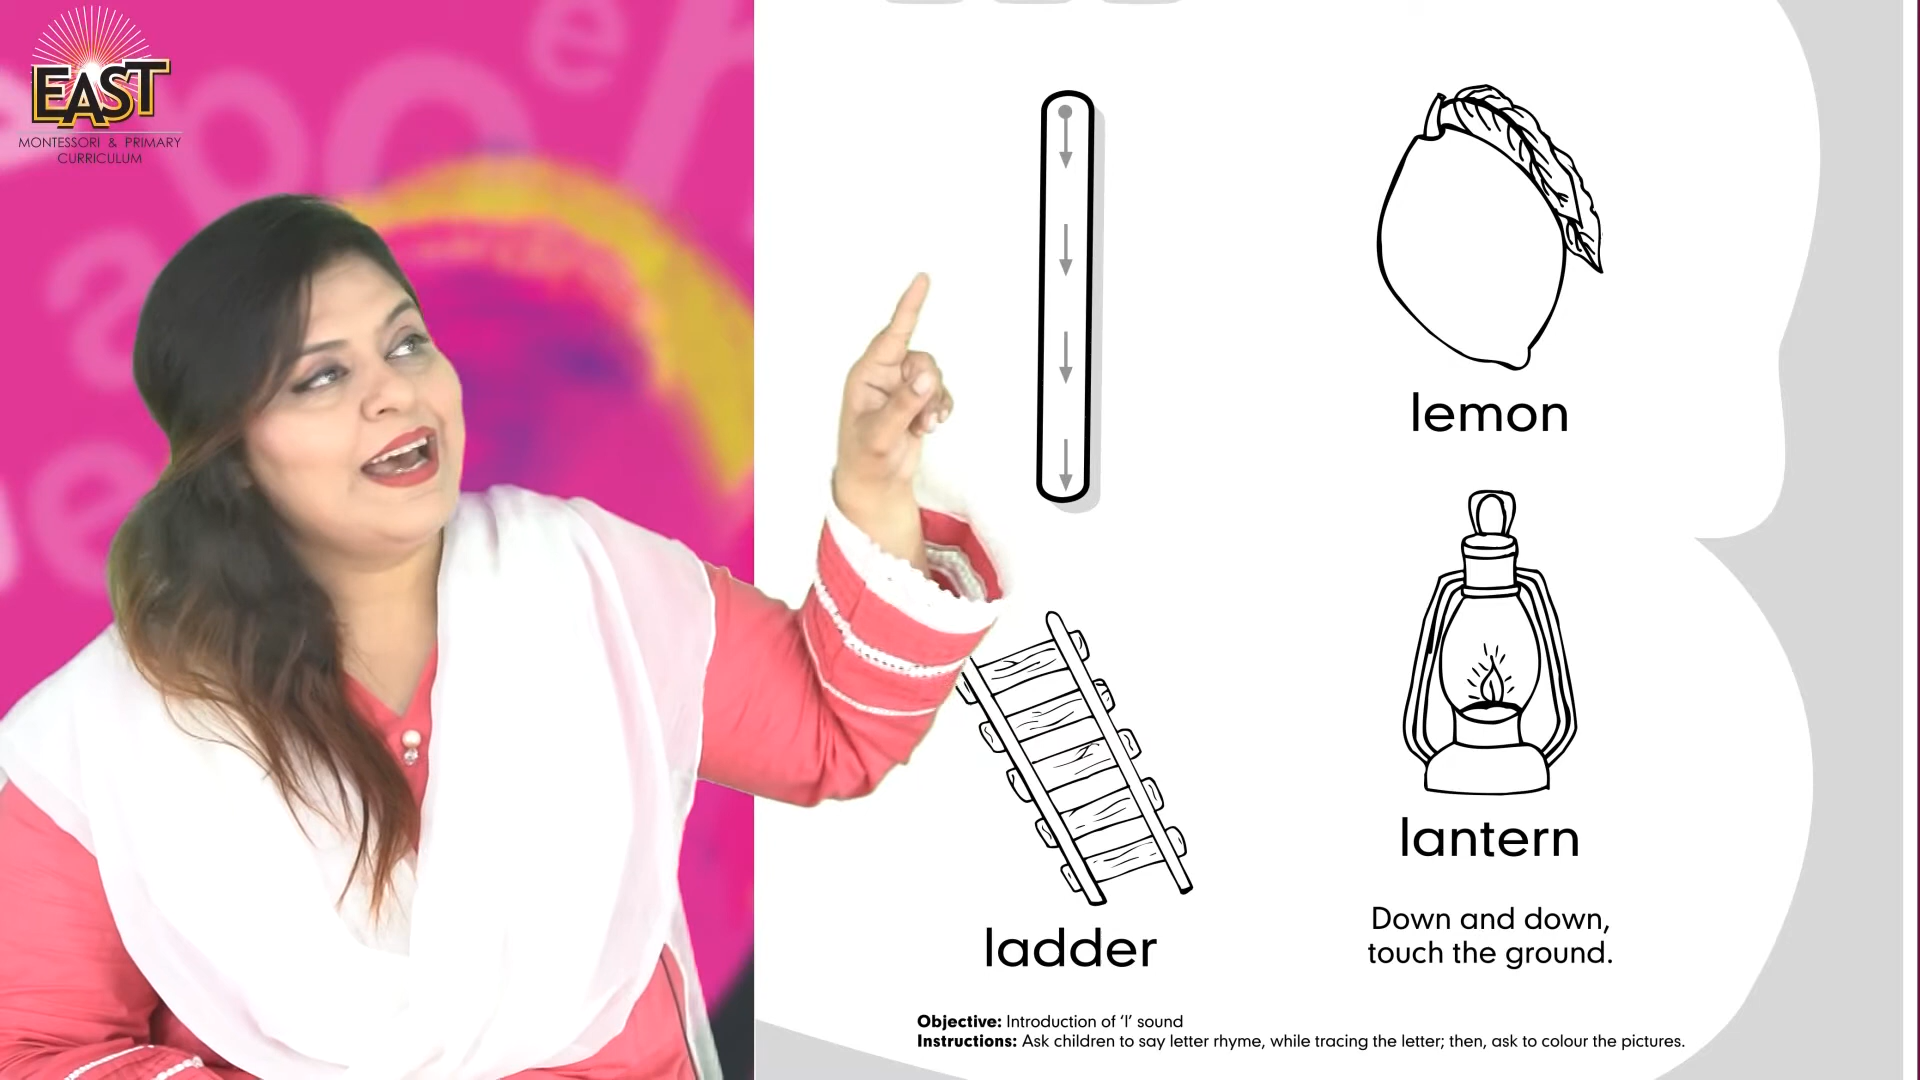 EAST
MONTESSORI & PRIMARY
CURRICULUM
l
lemon
lantern
ladder
Down and down,
touch the ground.
Objective: Introduction of ‘l’ sound
Instructions: Ask children to say letter rhyme, while tracing the letter; then, ask to colour the pictures.